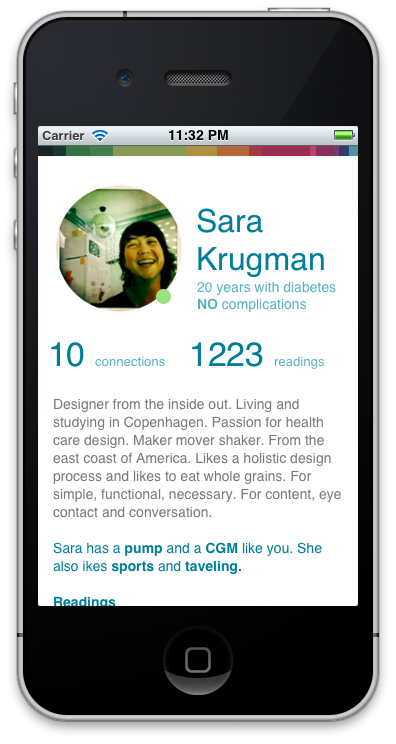 Carrier 11:32 PM
Sara
Krugman
20 years with diabetes
NO complications
10 connections 1223 readings
Designer from the inside out. Living and
studying in Copenhagen. Passion for health
care design. Maker mover shaker. From the
east coast of America. Likes a holistic design
process and likes to eat whole grains. For
simple, functional, necessary. For content, eye
contact and conversation.
Sara has a pump and a CGM like you. She
also ikes sports and taveling.
Readings